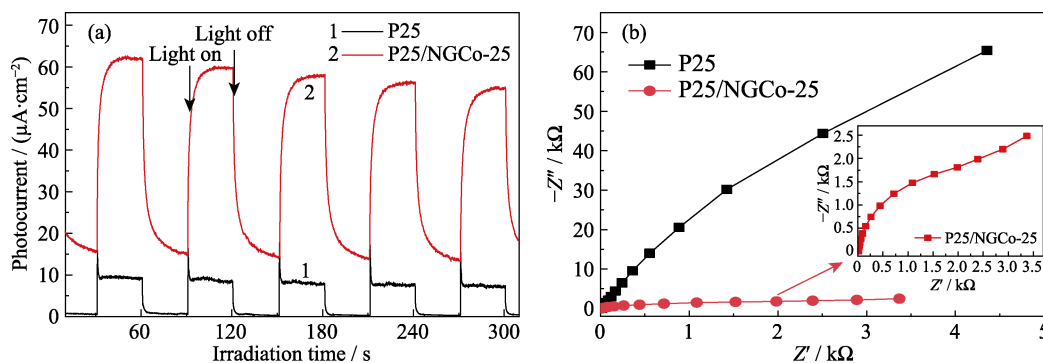 (a)
1 P25
2 P25/NGCo-25
Light on
Light off
2
1
70
60
50
40
30
20
10
0
Photocurrent / (μA·cm⁻²)
60
120
180
240
300
Irradiation time / s
(b)
P25
P25/NGCo-25
70
60
50
40
30
20
10
0
−Z″ / kΩ
0
1
2
3
4
5
Z′ / kΩ
2.5
2.0
1.5
1.0
0.5
0
−Z″ / kΩ
P25/NGCo-25
0
0.5
1.0
1.5
2.0
2.5
3.0
3.5
Z′ / kΩ